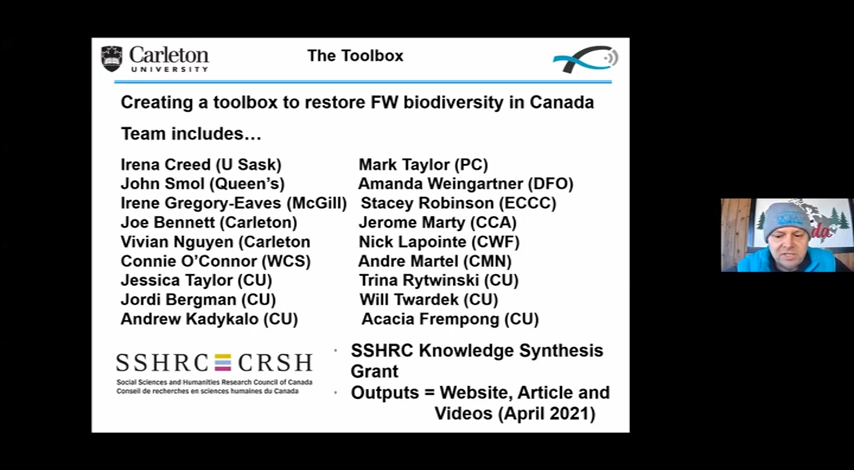 Carleton
UNIVERSITY
The Toolbox
Creating a toolbox to restore FW biodiversity in Canada
Team includes…
Irena Creed (U Sask)
John Smol (Queen's)
Irene Gregory-Eaves (McGill)
Joe Bennett (Carleton)
Vivian Nguyen (Carleton
Connie O'Connor (WCS)
Jessica Taylor (CU)
Jordi Bergman (CU)
Andrew Kadykalo (CU)
Mark Taylor (PC)
Amanda Weingartner (DFO)
Stacey Robinson (ECCC)
Jerome Marty (CCA)
Nick Lapointe (CWF)
Andre Martel (CMN)
Trina Rytwinski (CU)
Will Twardek (CU)
Acacia Frempong (CU)
SSHRC CRSH
Social Sciences and Humanities Research Council of Canada
Conseil de recherches en sciences humaines du Canada
· SSHRC Knowledge Synthesis
Grant
· Outputs = Website, Article and
Videos (April 2021)